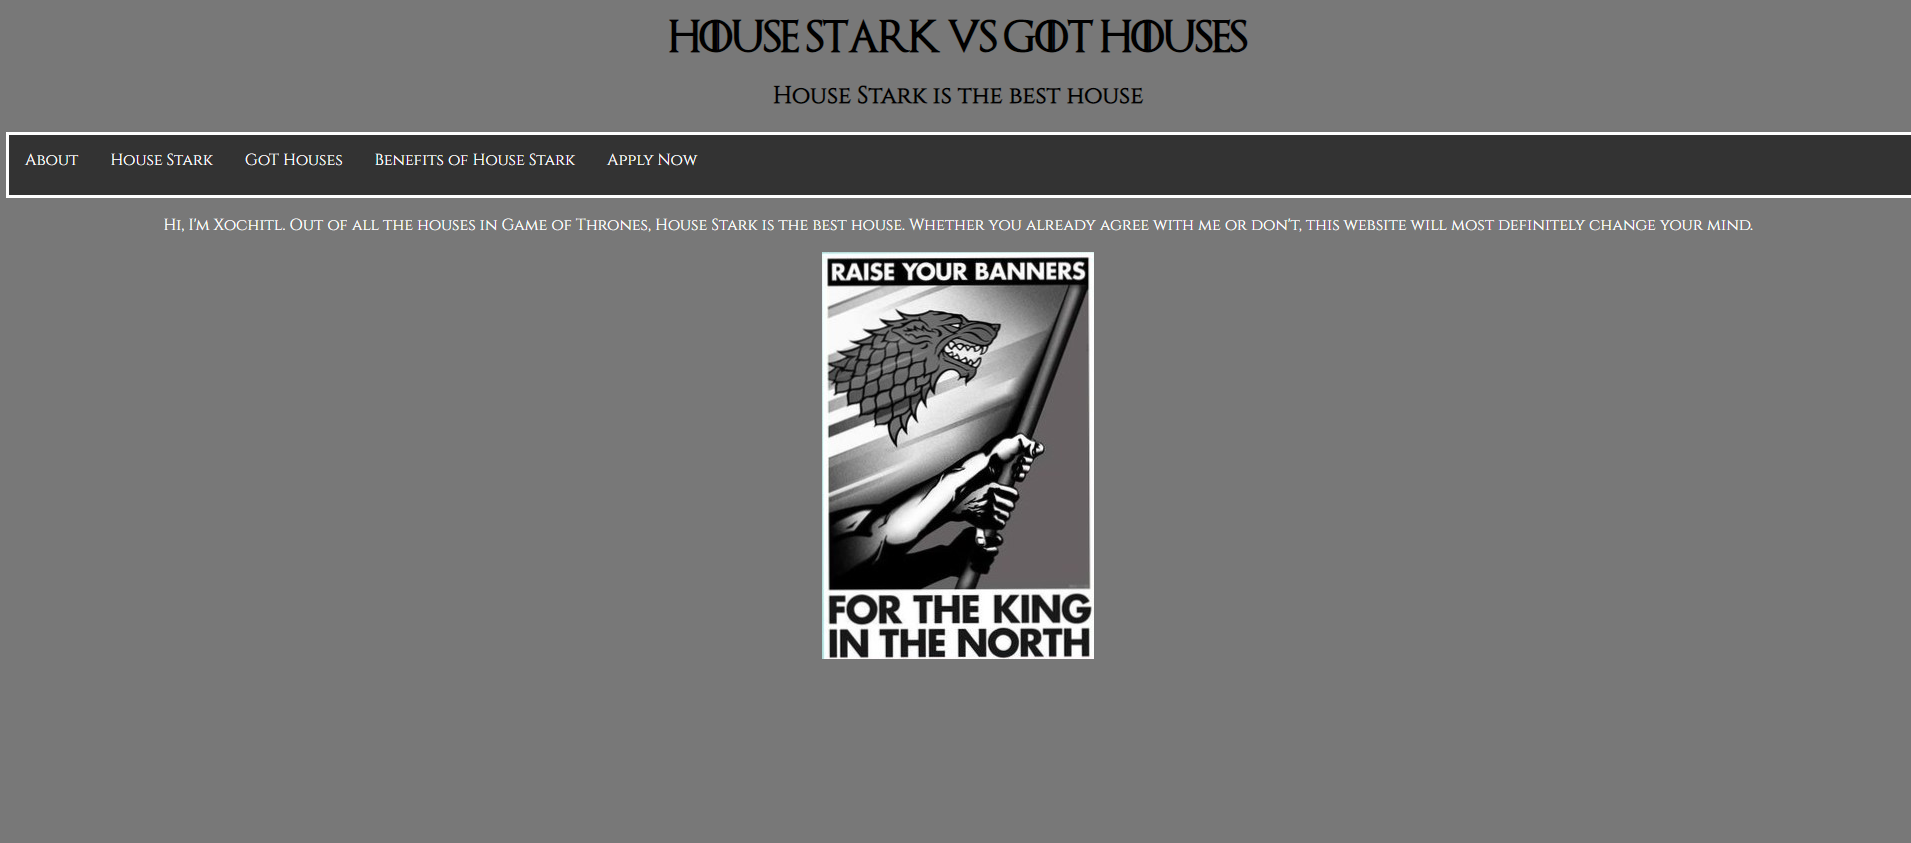 HOUSE STARK VS GOT HOUSES
House Stark is the best house
About House Stark GoT Houses Benefits of House Stark Apply Now
Hi, I'm Xochitl. Out of all the houses in Game of Thrones, House Stark is the best house. Whether you already agree with me or don't, this website will most definitely change your mind.
RAISE YOUR BANNERS
FOR THE KING
IN THE NORTH